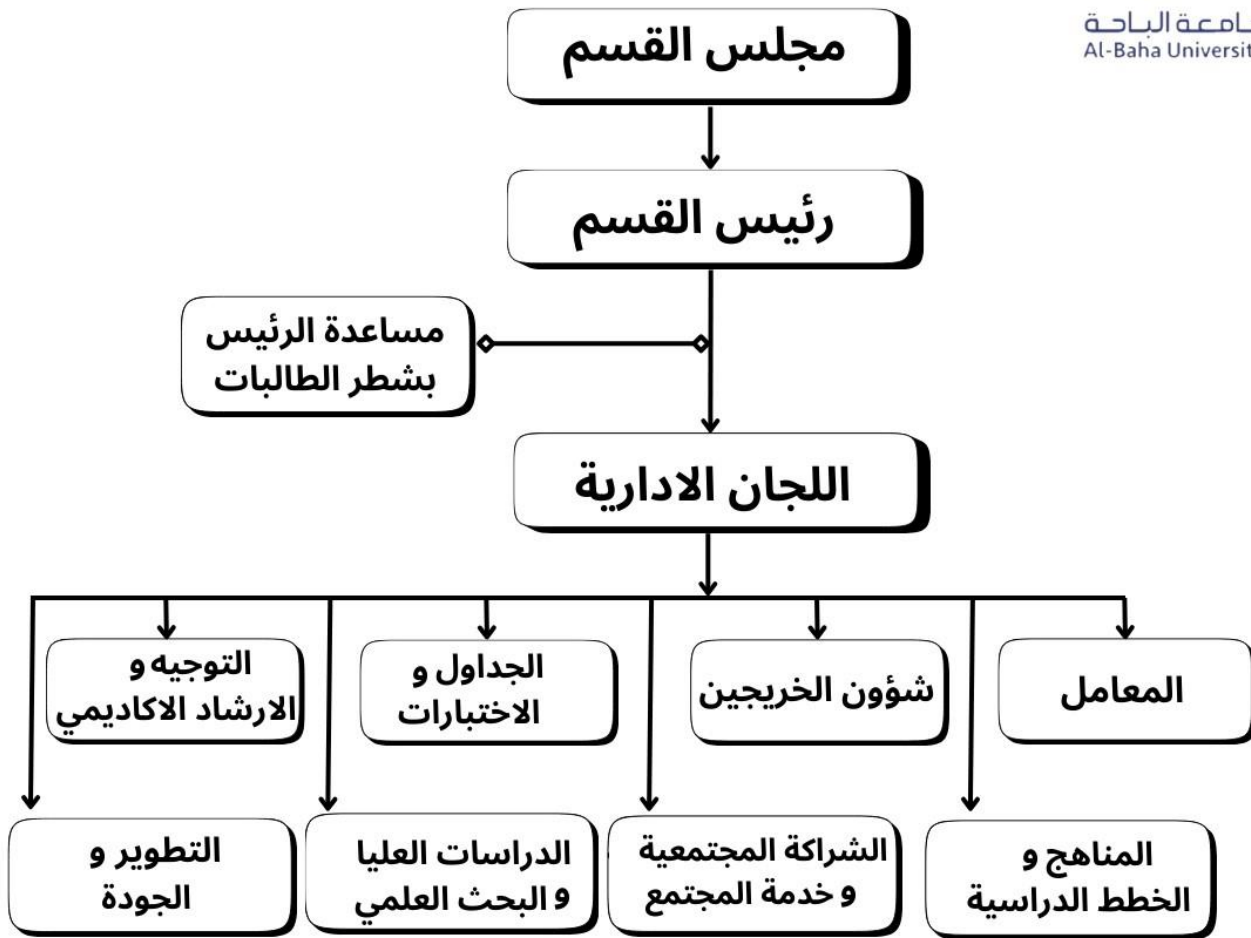 جامعة الباحة
Al-Baha Universit
مجلس القسم
رئيس القسم
مساعدة الرئيس
بشطر الطالبات
اللجان الادارية
المعامل
شؤون الخريجين
الجداول و
الاختبارات
التوجيه و
الارشاد الاكاديمي
المناهج و
الخطط الدراسية
الشراكة المجتمعية
و خدمة المجتمع
الدراسات العليا
و البحث العلمي
التطوير و
الجودة